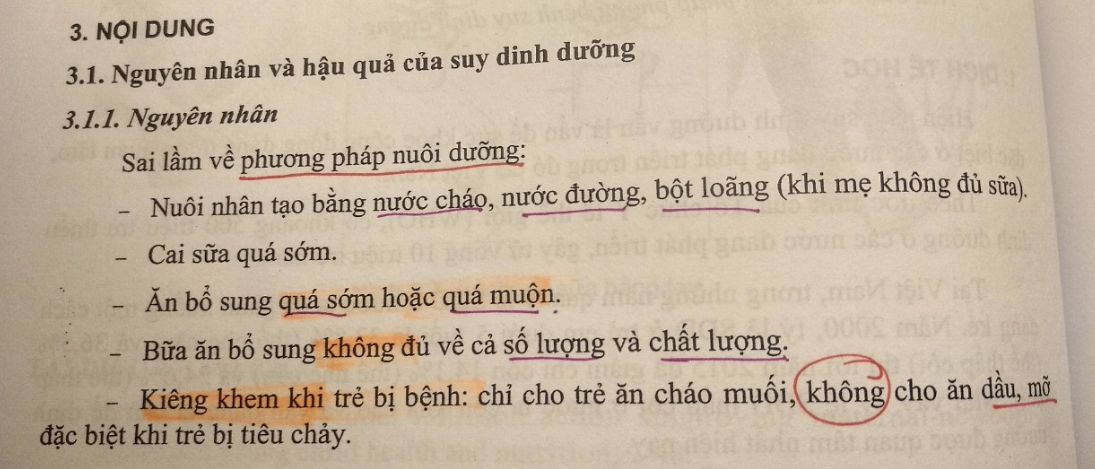 3. NỘI DUNG
3.1. Nguyên nhân và hậu quả của suy dinh dưỡng
3.1.1. Nguyên nhân
Sai lầm về phương pháp nuôi dưỡng:
– Nuôi nhân tạo bằng nước cháo, nước đường, bột loãng (khi mẹ không đủ sữa).
– Cai sữa quá sớm.
– Ăn bổ sung quá sớm hoặc quá muộn.
– Bữa ăn bổ sung không đủ về cả số lượng và chất lượng.
– Kiêng khem khi trẻ bị bệnh: chỉ cho trẻ ăn cháo muối, không cho ăn dầu, mỡ
đặc biệt khi trẻ bị tiêu chảy.